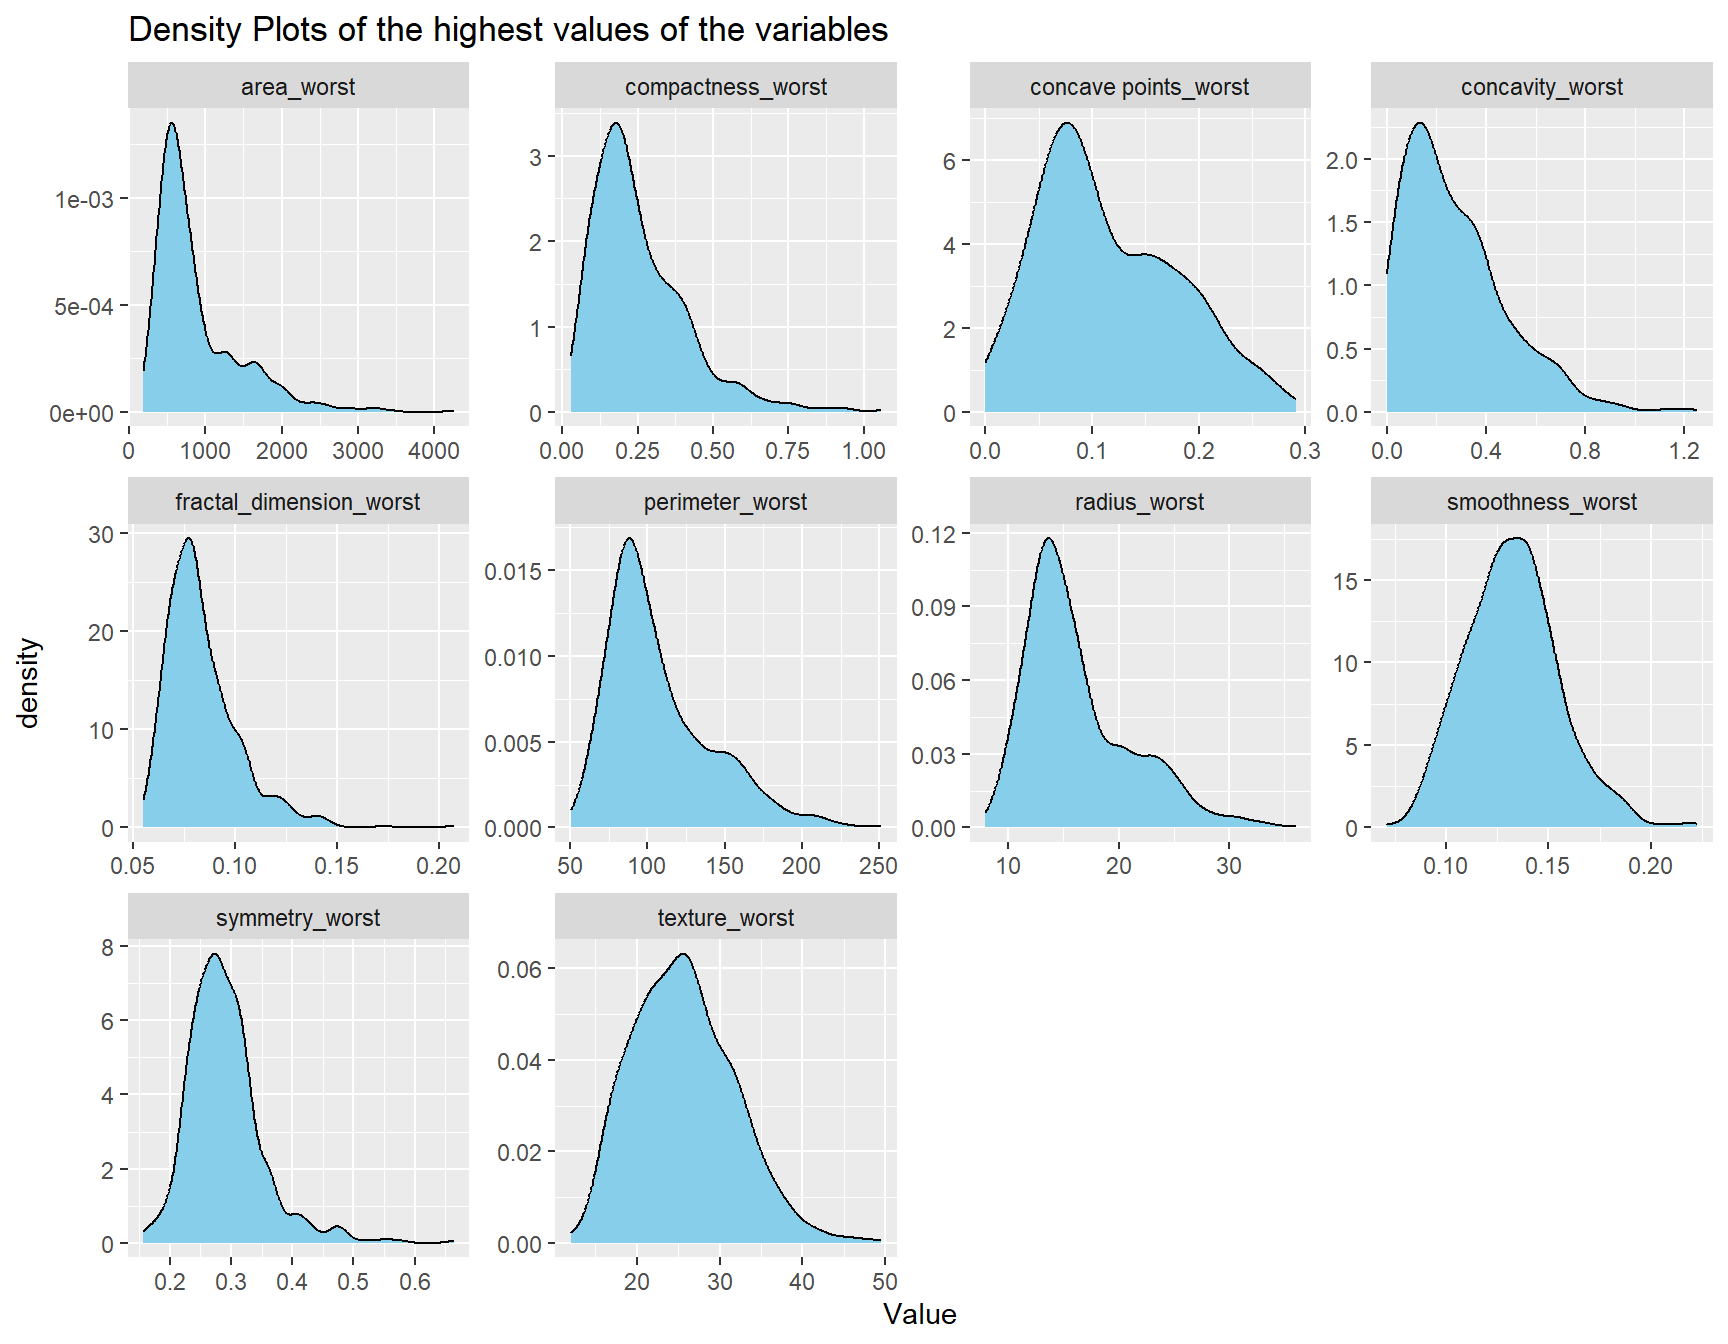 Density Plots of the highest values of the variables
area_worst compactness_worst concave points_worst concavity_worst
1e-03
5e-04
0e+00
0 1000 2000 3000 4000
3
2
1
0
0.00 0.25 0.50 0.75 1.00
6
4
2
0
0.0 0.1 0.2 0.3
2.0
1.5
1.0
0.5
0.0
0.0 0.4 0.8 1.2
fractal_dimension_worst perimeter_worst radius_worst smoothness_worst
30
20
10
0
0.05 0.10 0.15 0.20
0.015
0.010
0.005
0.000
50 100 150 200 250
0.12
0.09
0.06
0.03
0.00
10 20 30
15
10
5
0
0.10 0.15 0.20
symmetry_worst texture_worst
8
6
4
2
0
0.2 0.3 0.4 0.5 0.6
0.06
0.04
0.02
0.00
20 30 40 50
density
Value